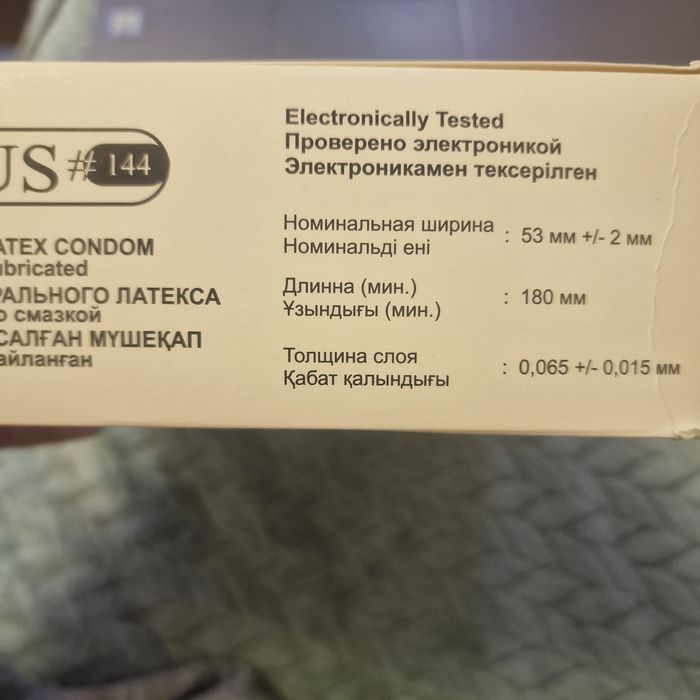 US # 144
ATEX CONDOM
ubricated
РАЛЬНОГО ЛАТЕКСА
о смазкой
САЛҒАН МҮШЕҚАП
айланған
Electronically Tested
Проверено электроникой
Электроникамен тексерілген
Номинальная ширина : 53 мм +/- 2 мм
Номинальді ені
Длинна (мин.) : 180 мм
Ұзындығы (мин.)
Толщина слоя : 0,065 +/- 0,015 мм
Қабат қалындығы